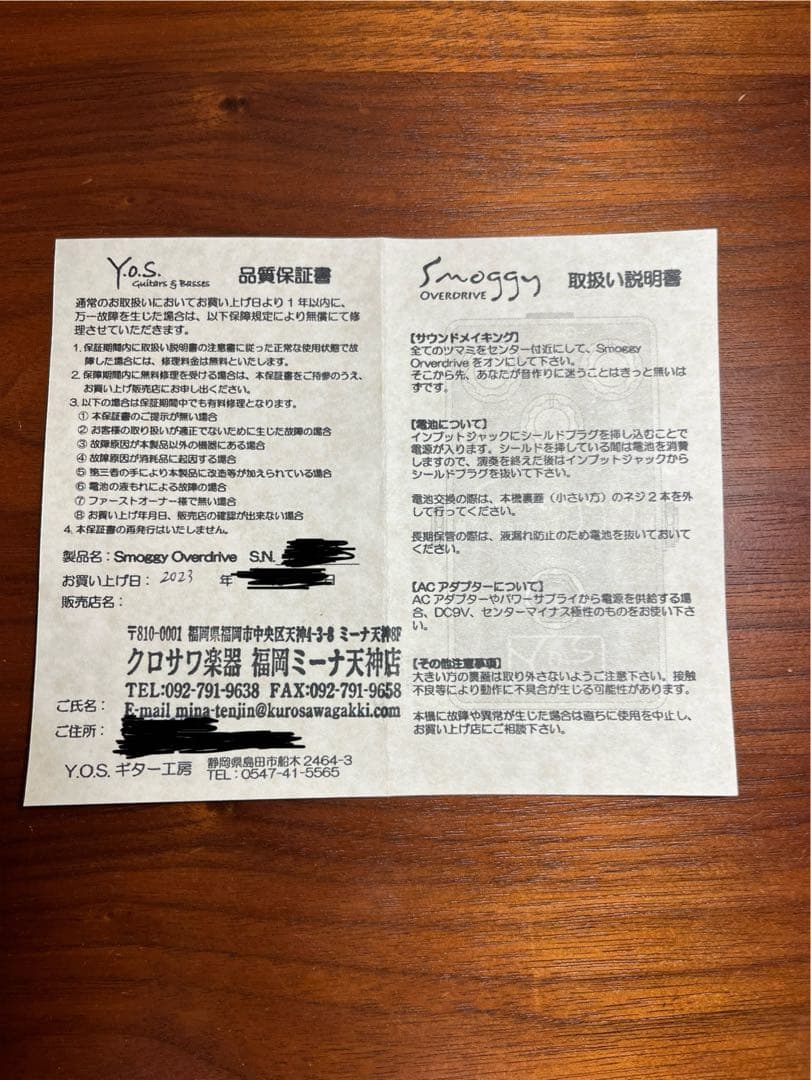 Y.O.S.
Guitars & Basses
品質保証書
通常のお取扱いにおいてお買い上げ日より1年以内に、
万一故障を生じた場合は、以下保障規定により無償にて修
理させていただきます。
1. 保証期間内に取扱い説明書の注意書に従った正常な使用状態で故
障した場合には、修理料金は無料といたします。
2. 保障期間内に無料修理を受ける場合は、本保証書をご持参のうえ、
お買い上げ販売店にお申し出ください。
3. 以下の場合は保証期間中でも有料修理となります。
① 本保証書のご提示が無い場合
② お客様の取り扱いが適正でないために生じた故障の場合
③ 故障原因が本製品以外の機器にある場合
④ 故障原因が消耗品に起因する場合
⑤ 第三者の手により本製品に改造等が加えられている場合
⑥ 電池の液もれによる故障の場合
⑦ ファーストオーナー様で無い場合
⑧ お買い上げ年月日、販売店の確認が出来ない場合
4. 本保証書の再発行はいたしません。
製品名：Smoggy Overdrive S.N.
お買い上げ日： 2023 年
販売店名：
〒810-0001 福岡県福岡市中央区天神4-3-8 ミーナ天神8F
クロサワ楽器 福岡ミーナ天神店
TEL:092-791-9638 FAX:092-791-9658
E-mail mina-tenjin@kurosawagakki.com
ご氏名：
ご住所：
Y.O.S. ギター工房 静岡県島田市船木 2464-3
TEL：0547-41-5565
Smoggy
OVERDRIVE
取扱い説明書
【サウンドメイキング】
全てのツマミをセンター付近にして、Smoggy
Orverdrive をオンにして下さい。
そこから先、あなたが音作りに迷うことはきっと無いは
ずです。
【電池について】
インプットジャックにシールドプラグを挿し込むことで
電源が入ります。シールドを挿している間は電池を消費
しますので、演奏を終えた後はインプットジャックから
シールドプラグを抜いて下さい。
電池交換の際は、本機裏蓋（小さい方）のネジ2本を外
して行ってください。
長期保管の際は、液漏れ防止のため電池を抜いておいて
ください。
【AC アダプターについて】
AC アダプターやパワーサプライから電源を供給する場
合、DC9V、センターマイナス極性のものをお使い下さ
い。
【その他注意事項】
大きい方の裏蓋は取り外さないようご注意下さい。接触
不良等により動作に不具合が生じる可能性があります。
本機に故障や異常が生じた場合は直ちに使用を中止し、
お買い上げ店にご相談下さい。